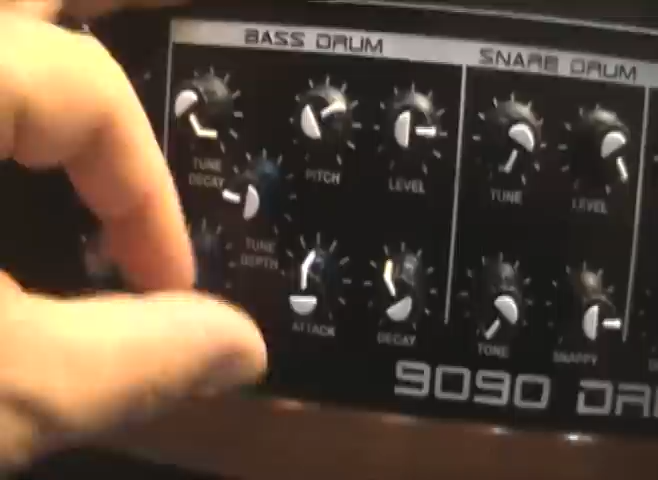 BASS DRUM
SNARE DRUM
TUNE
DECAY
PITCH
LEVEL
TUNE
LEVEL
TUNE
DEPTH
ATTACK
DECAY
TONE
SNAPPY
9090